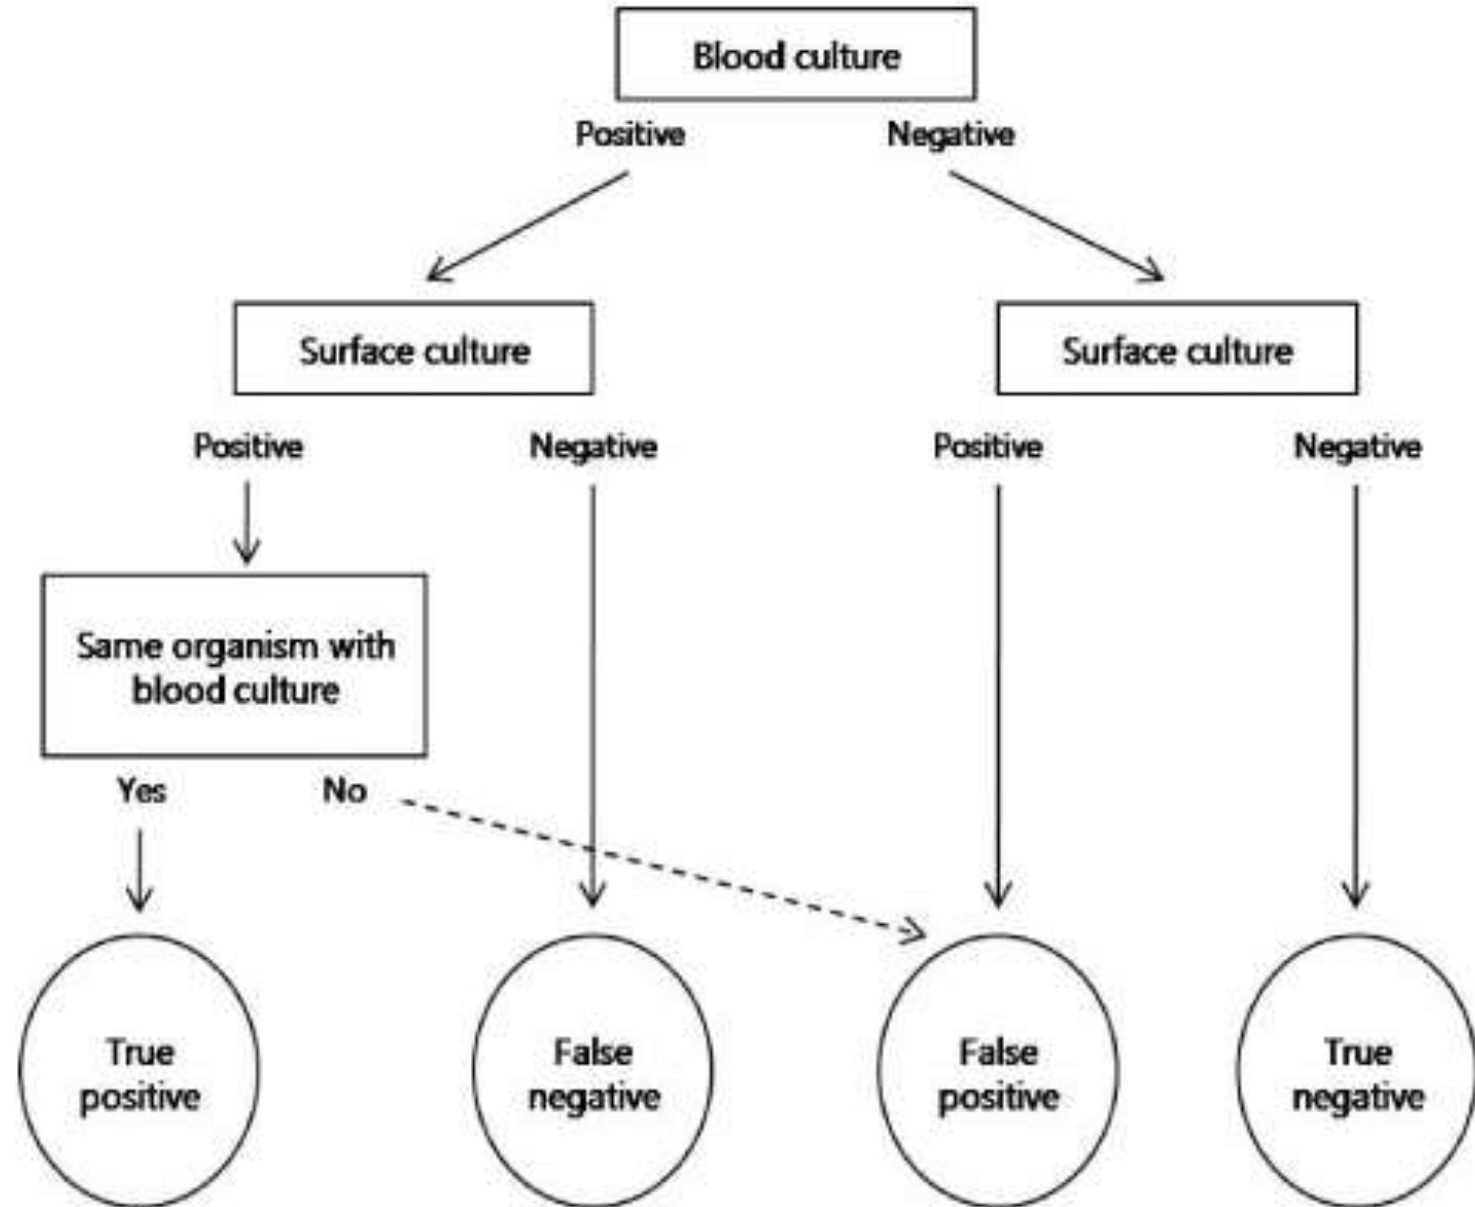 Blood culture
Positive
Negative
Surface culture
Surface culture
Positive
Negative
Positive
Negative
Same organism with
blood culture
Yes
No
True
positive
False
negative
False
positive
True
negative